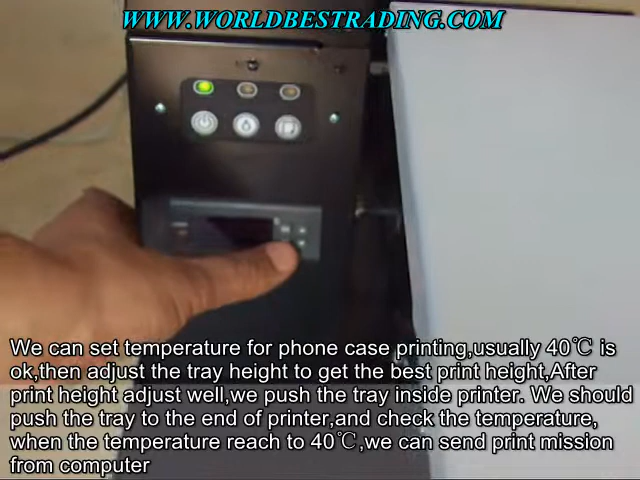 WWW.WORLDBESTRADING.COM
We can set temperature for phone case printing,usually 40℃ is
ok,then adjust the tray height to get the best print height,After
print height adjust well,we push the tray inside printer. We should
push the tray to the end of printer,and check the temperature,
when the temperature reach to 40℃,we can send print mission
from computer